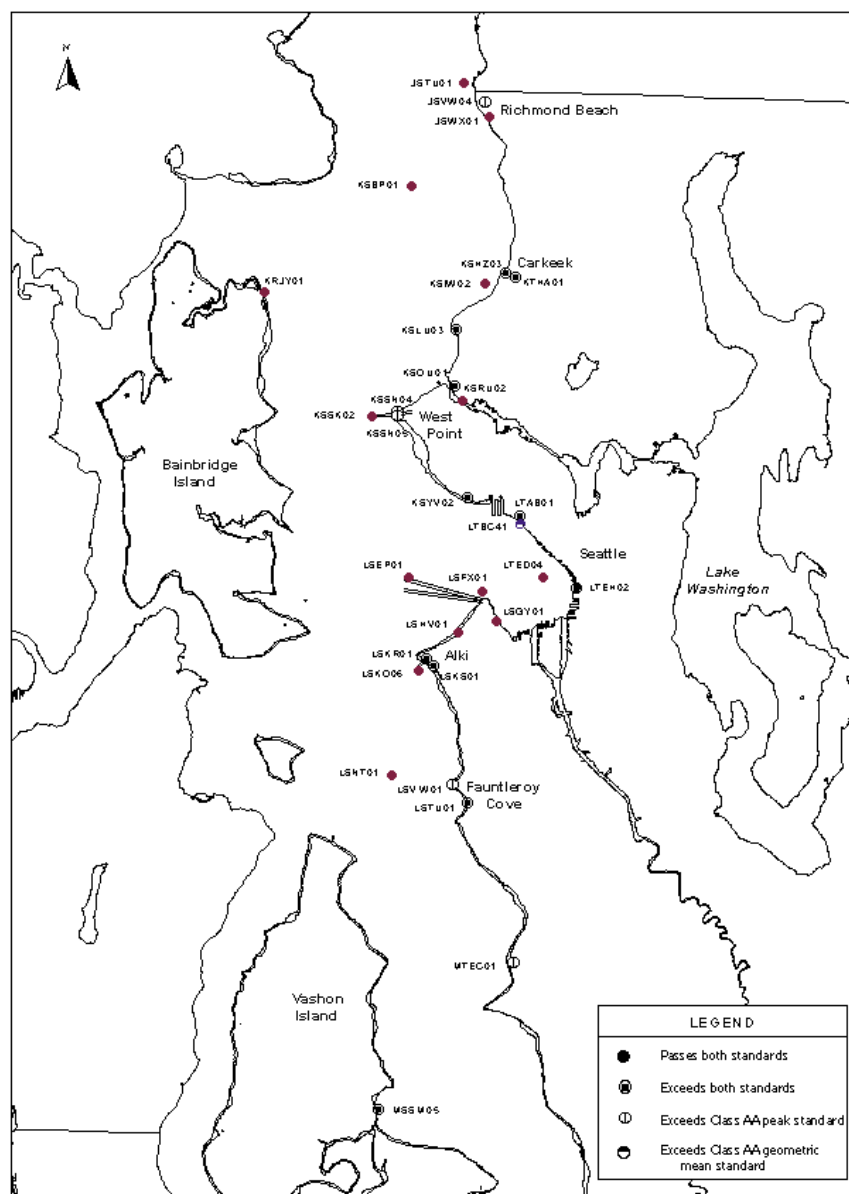 N
JSTU01
JSVW04
Richmond Beach
JSWX01
KSBP01
KSHZ03
Carkeek
KRJY01
KSIW02
KTHA01
KSLU03
KSOU01
KSRU02
KSSN04
KSSK02
West
Point
KSSN05
Bainbridge
Island
KSYV02
LTAB01
LTBC41
Seattle
LSEP01
LSFX01
LTED04
LTEH02
Lake
Washington
LSGY01
LSHV01
LSKR01
Alki
LSKO06
LSKS01
LSNT01
LSVW01
Fauntleroy
Cove
LSTU01
MTEC01
Vashon
Island
MSSM05
LEGEND
Passes both standards
Exceeds both standards
Exceeds Class AA peak standard
Exceeds Class AA geometric
mean standard